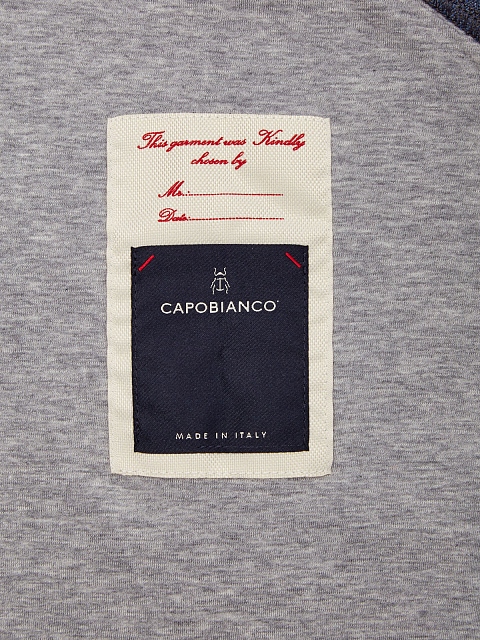 This garment was Kindly
chosen by
Mr.:
Date:
CAPOBIANCO
MADE IN ITALY